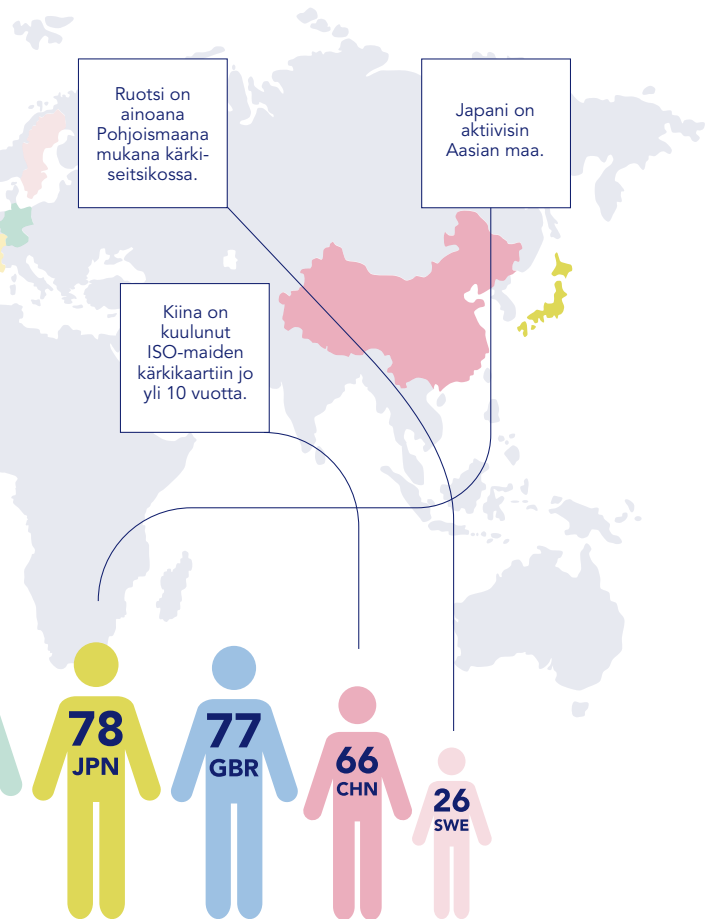 Ruotsi on
ainoana
Pohjoismaana
mukana kärki-
seitsikossa.
Japani on
aktiivisin
Aasian maa.
Kiina on
kuulunut
ISO-maiden
kärkikaartiin jo
yli 10 vuotta.
78
JPN
77
GBR
66
CHN
26
SWE